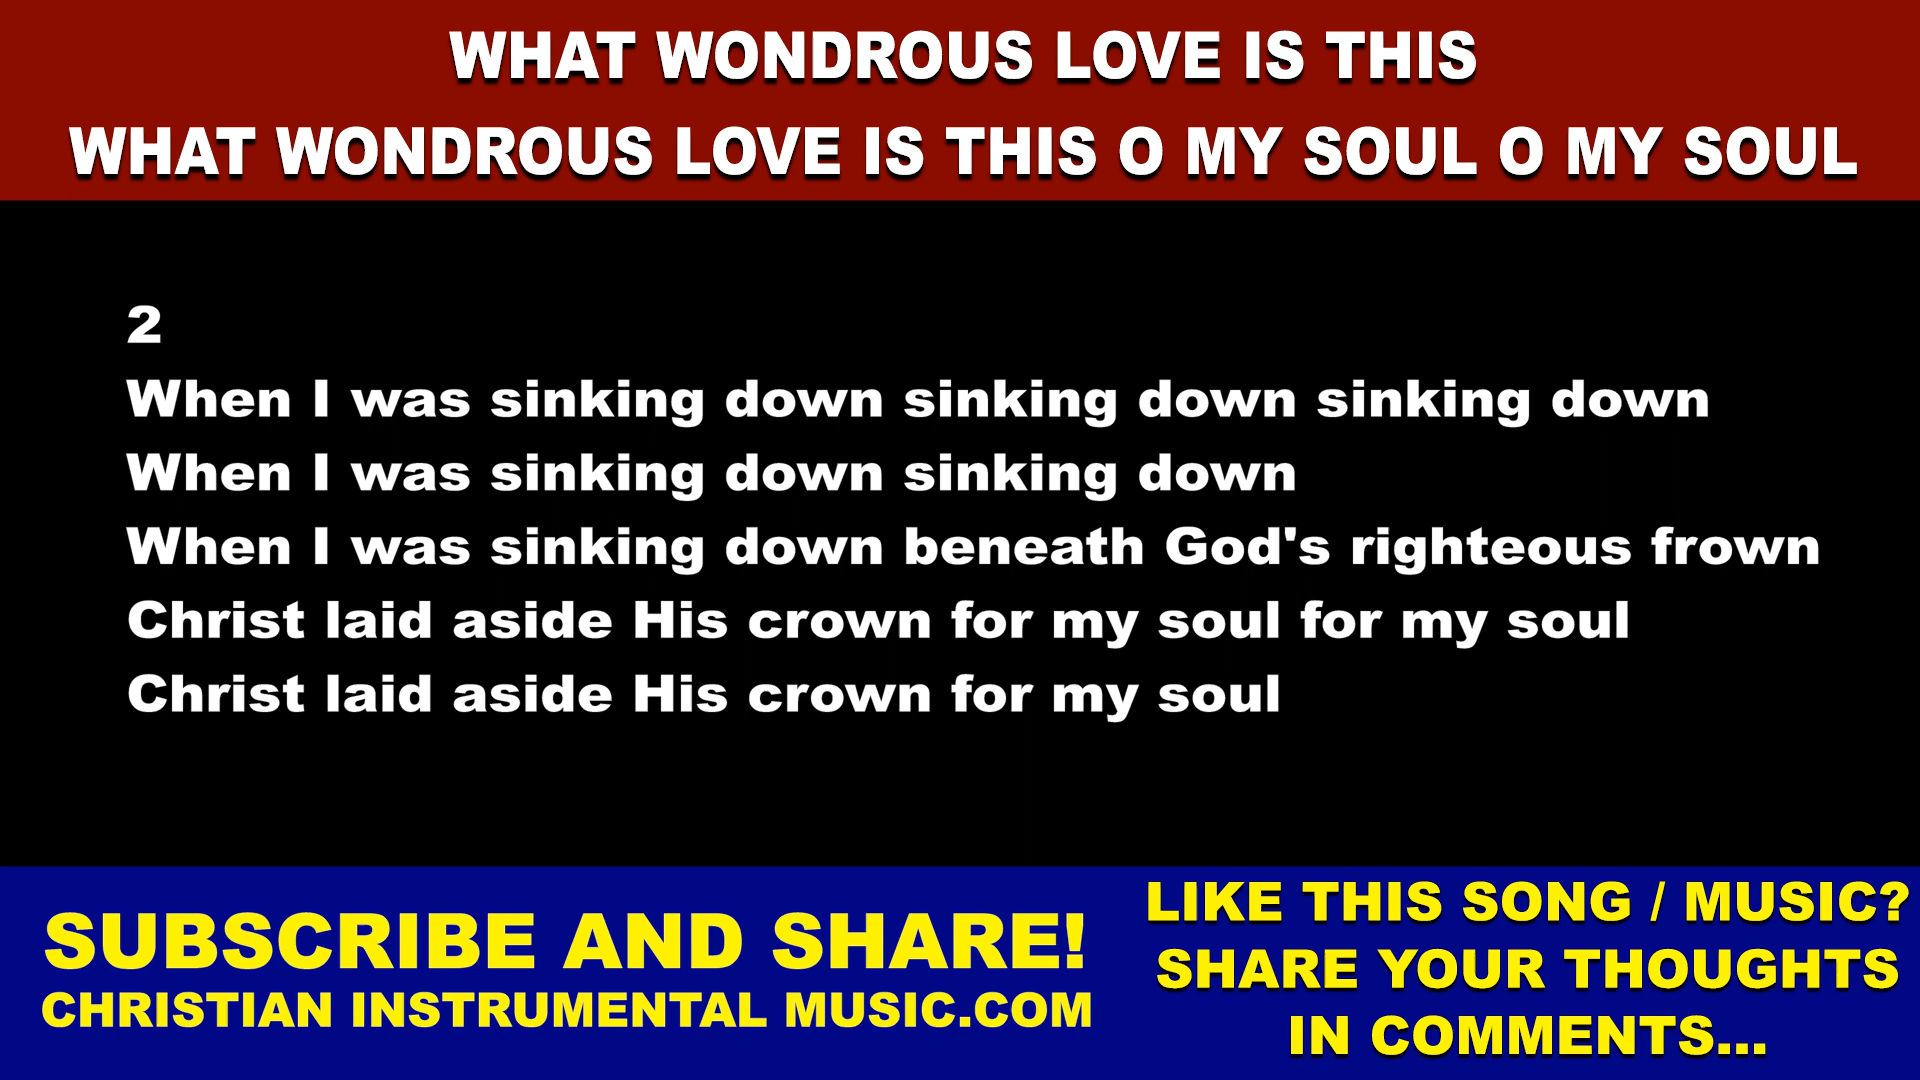 WHAT WONDROUS LOVE IS THIS
WHAT WONDROUS LOVE IS THIS O MY SOUL O MY SOUL
2
When I was sinking down sinking down sinking down
When I was sinking down sinking down
When I was sinking down beneath God's righteous frown
Christ laid aside His crown for my soul for my soul
Christ laid aside His crown for my soul
SUBSCRIBE AND SHARE!
CHRISTIAN INSTRUMENTAL MUSIC.COM
LIKE THIS SONG / MUSIC?
SHARE YOUR THOUGHTS
IN COMMENTS...